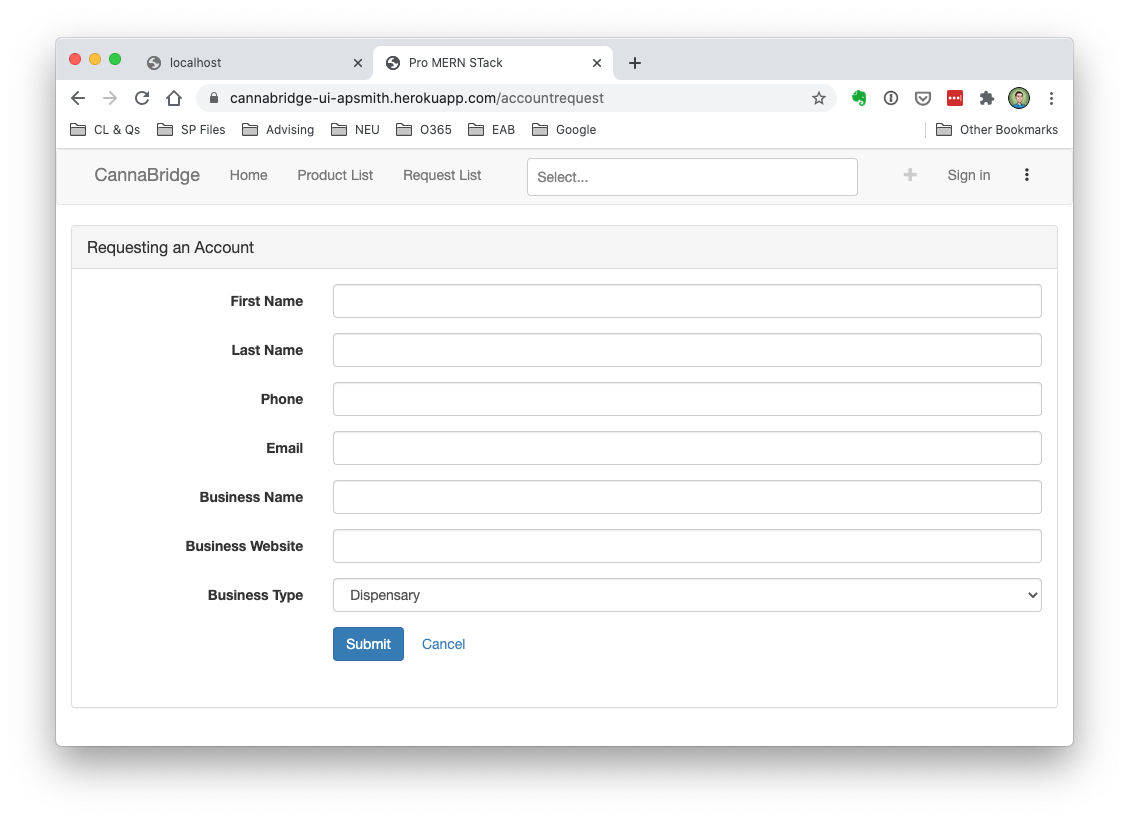 localhost
Pro MERN STack
cannabridge-ui-apsmith.herokuapp.com/accountrequest
CL & Qs SP Files Advising NEU O365 EAB Google Other Bookmarks
CannaBridge Home Product List Request List Select... Sign in
Requesting an Account
First Name
Last Name
Phone
Email
Business Name
Business Website
Business Type Dispensary
Submit Cancel